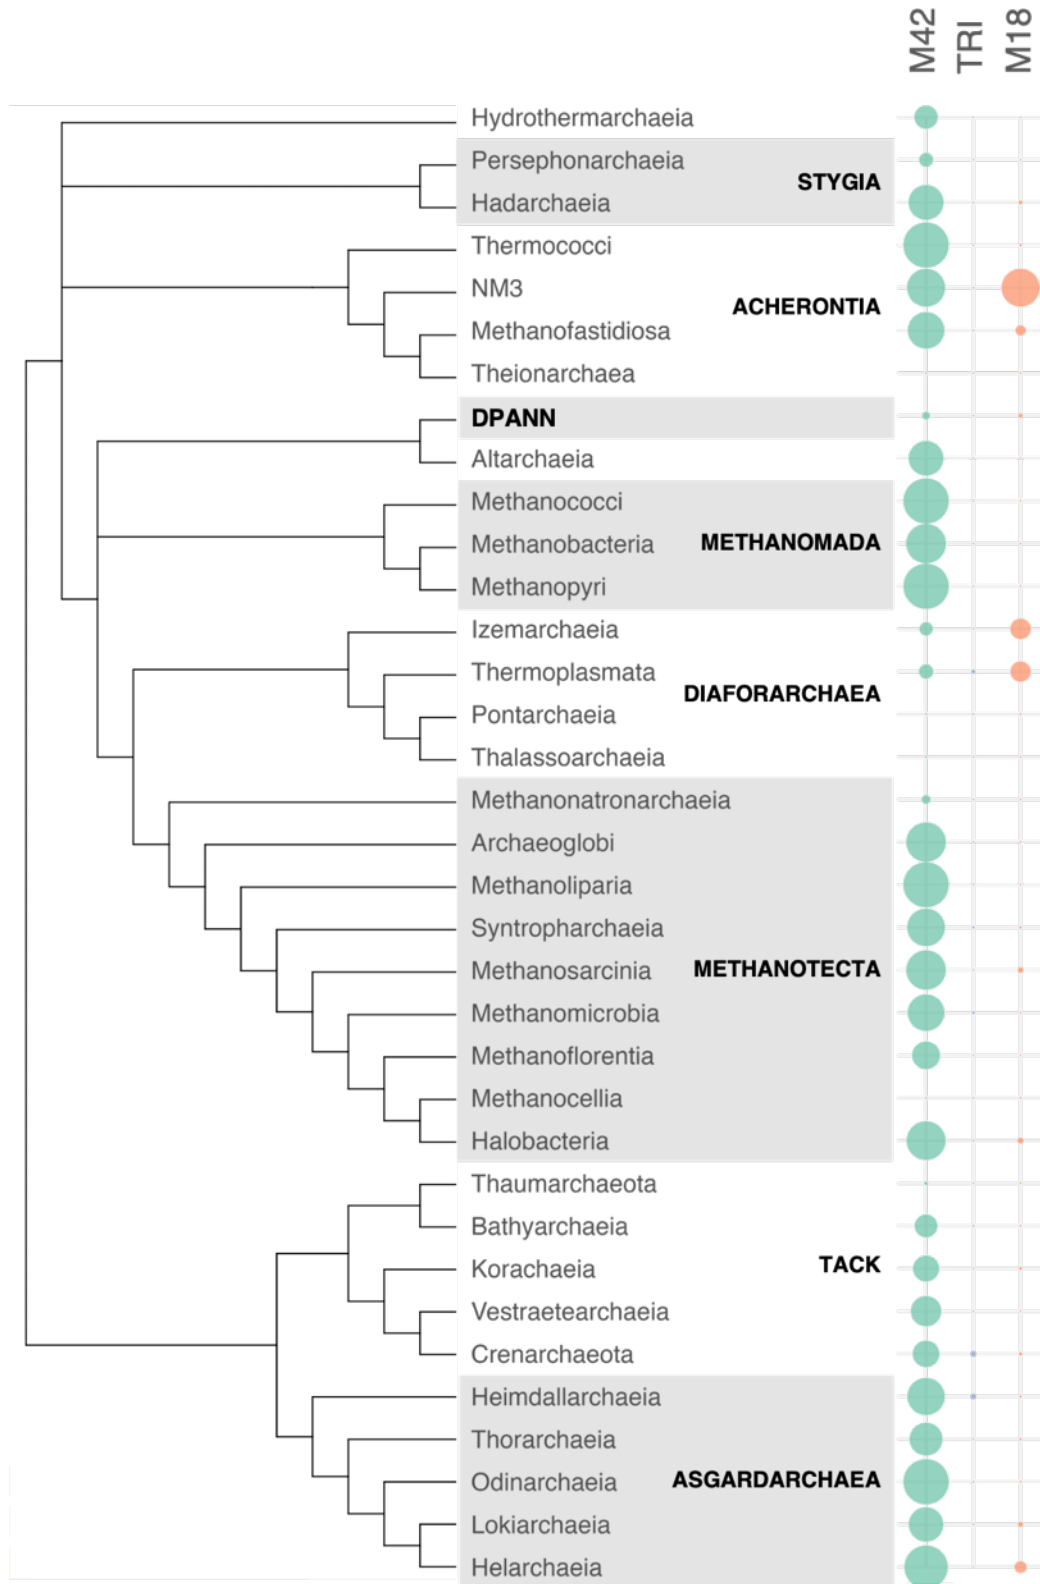 M42 TRI M18
Hydrothermarchaeia
Persephonarchaeia
STYGIA
Hadarchaeia
Thermococci
NM3
ACHERONTIA
Methanofastidiosa
Theionarchaea
DPANN
Altarchaeia
Methanococci
Methanobacteria METHANOMADA
Methanopyri
Izemarchaeia
Thermoplasmata
DIAFORARCHAEA
Pontarchaeia
Thalassoarchaeia
Methanonatronarchaeia
Archaeoglobi
Methanoliparia
Syntropharchaeia
Methanosarcinia METHANOTECTA
Methanomicrobia
Methanoflorentia
Methanocellia
Halobacteria
Thaumarchaeota
Bathyarchaeia
Korachaeia TACK
Vestraetearchaeia
Crenarchaeota
Heimdallarchaeia
Thorarchaeia
Odinarchaeia ASGARDARCHAEA
Lokiarchaeia
Helarchaeia